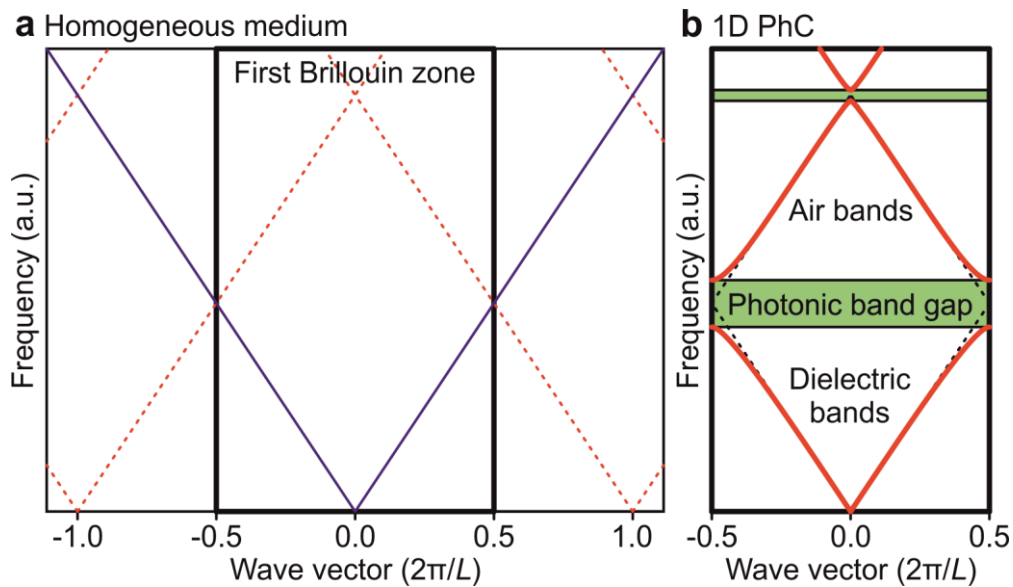 a Homogeneous medium
First Brillouin zone
Frequency (a.u.)
-1.0 -0.5 0.0 0.5 1.0
Wave vector (2π/L)
b 1D PhC
Air bands
Photonic band gap
Dielectric
bands
Frequency (a.u.)
-0.5 0.0 0.5
Wave vector (2π/L)